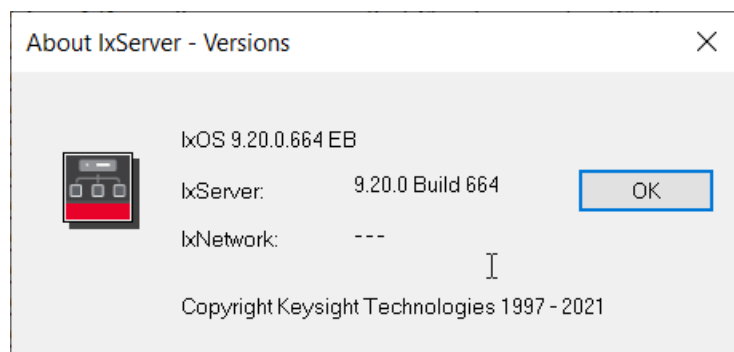 About IxServer - Versions
IxOS 9.20.0.664 EB
IxServer: 9.20.0 Build 664
OK
IxNetwork: ---
Copyright Keysight Technologies 1997 - 2021